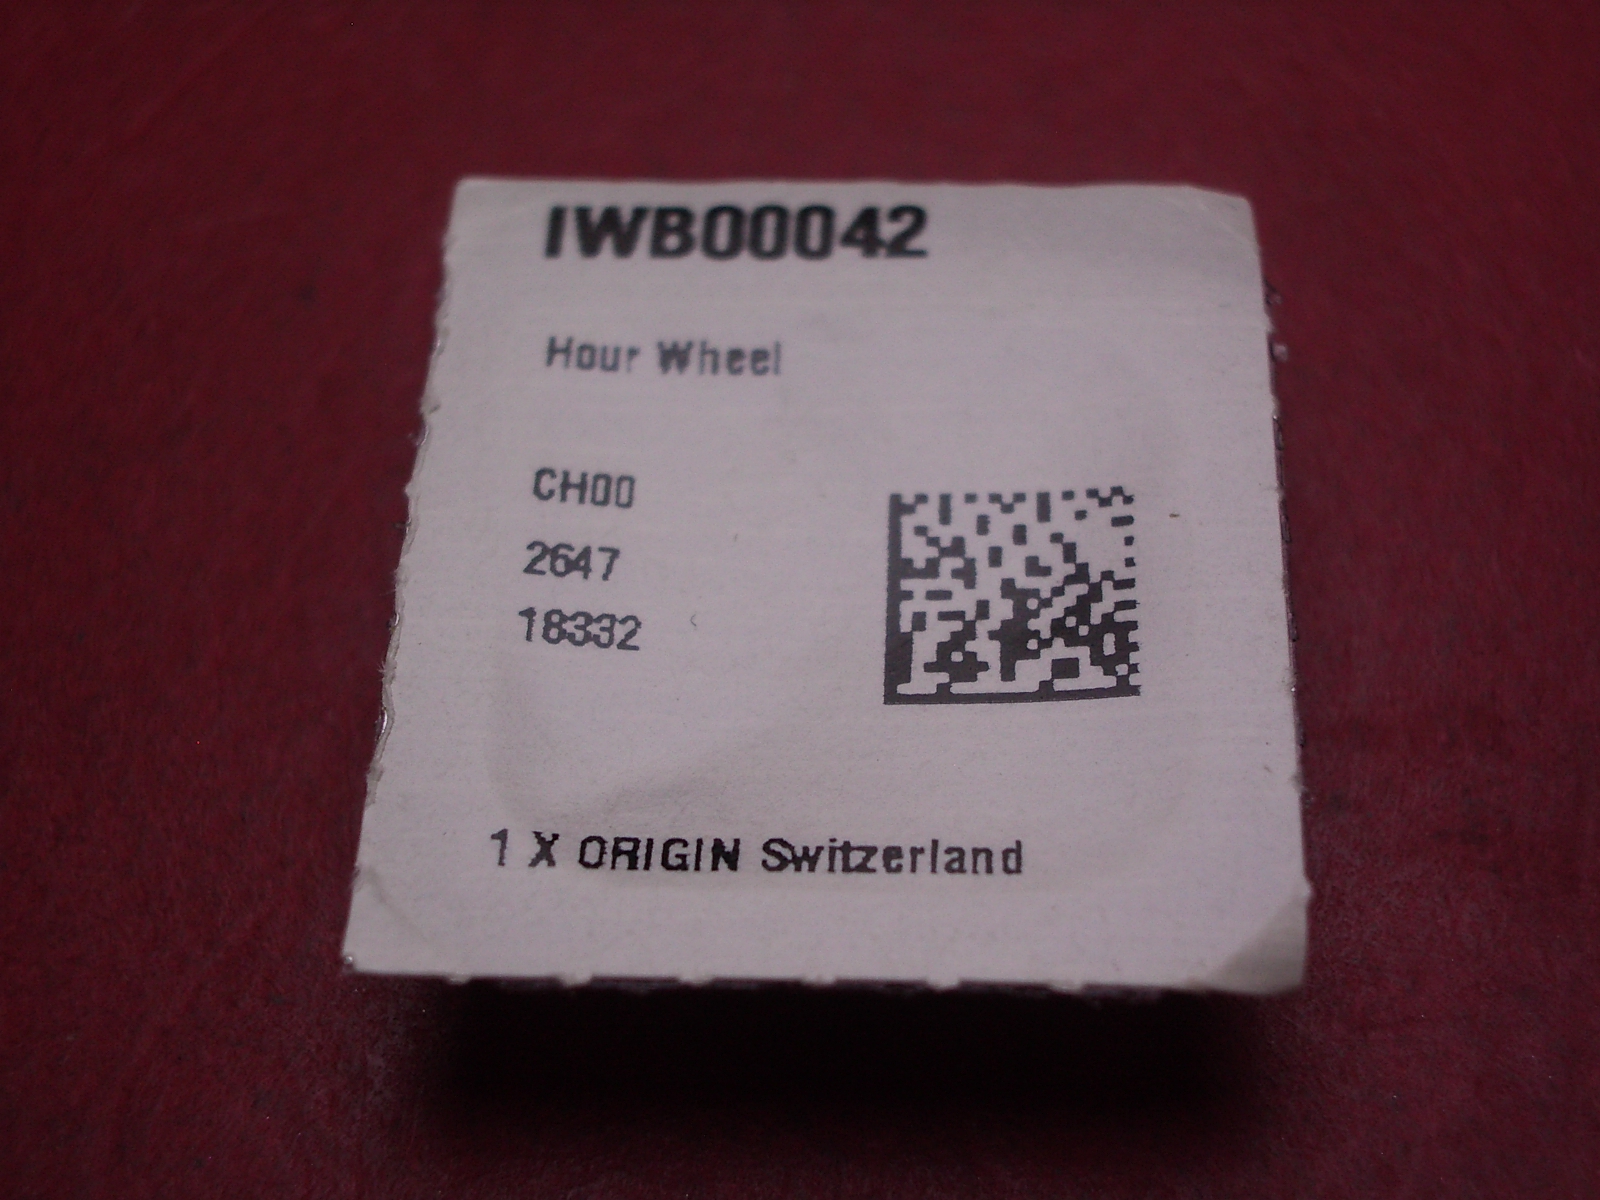 IWB00042
Hour Wheel
CH00
2647
18332
1 X ORIGIN Switzerland